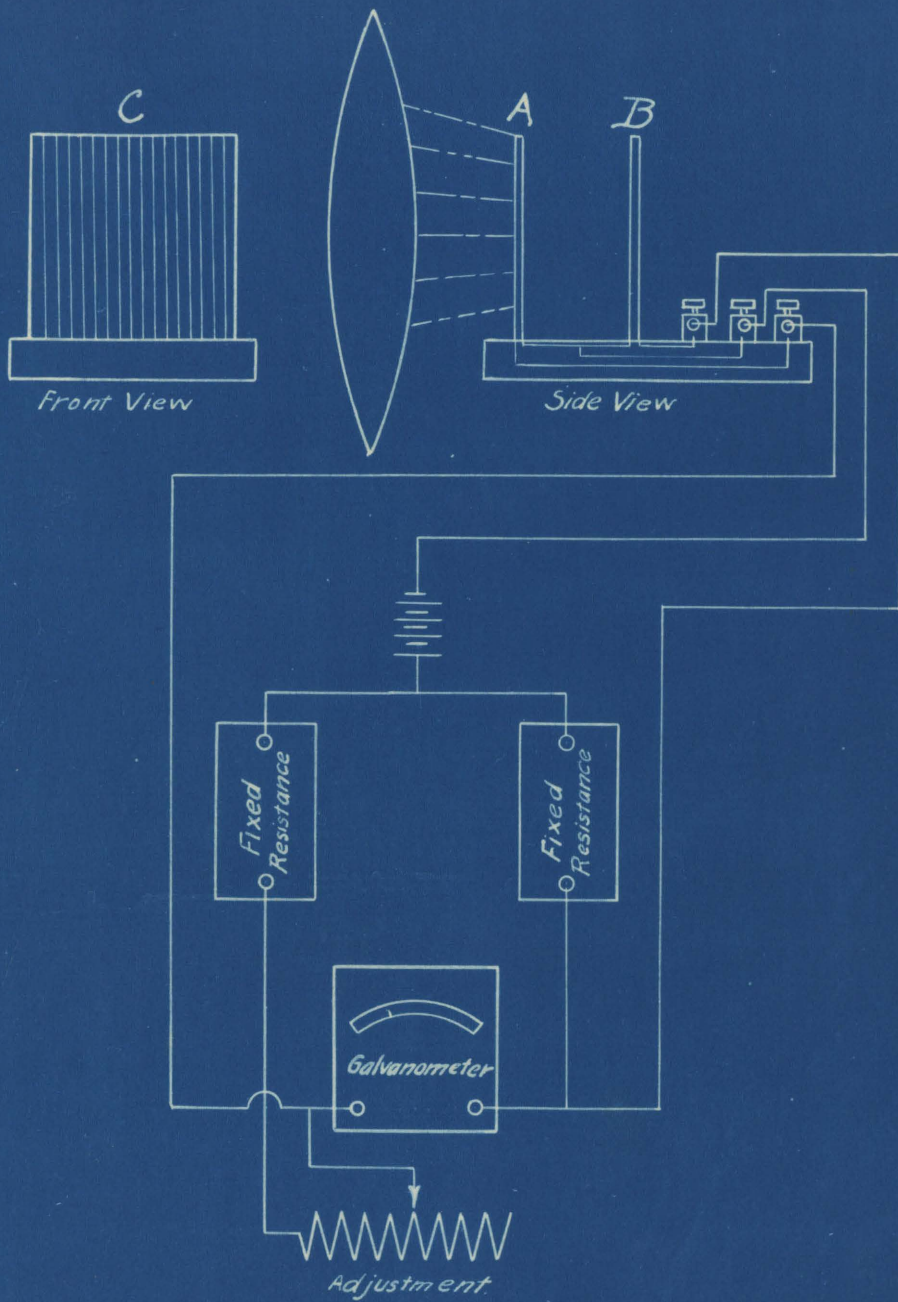 C
A
B
Front View
Side View
Fixed
Resistance
Fixed
Resistance
Galvanometer
Adjustment.